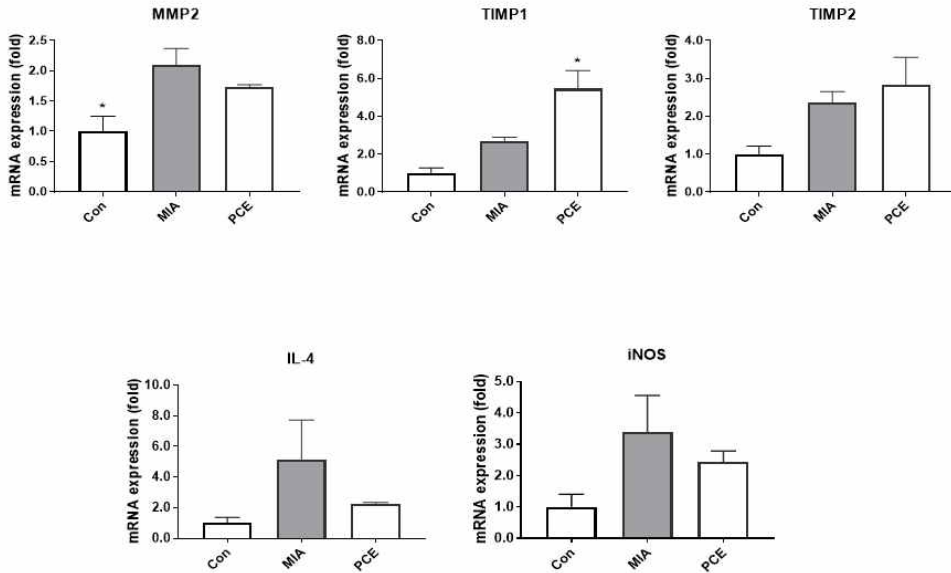 MMP2
mRNA expression (fold)
2.5
2.0
1.5
1.0
0.5
0.0
*
Con
MIA
PCE
TIMP1
mRNA expression (fold)
8.0
6.0
4.0
2.0
0.0
*
Con
MIA
PCE
TIMP2
mRNA expression (fold)
4.0
3.0
2.0
1.0
0.0
Con
MIA
PCE
IL-4
mRNA expression (fold)
10.0
8.0
6.0
4.0
2.0
0.0
Con
MIA
PCE
iNOS
mRNA expression (fold)
5.0
4.0
3.0
2.0
1.0
0.0
Con
MIA
PCE